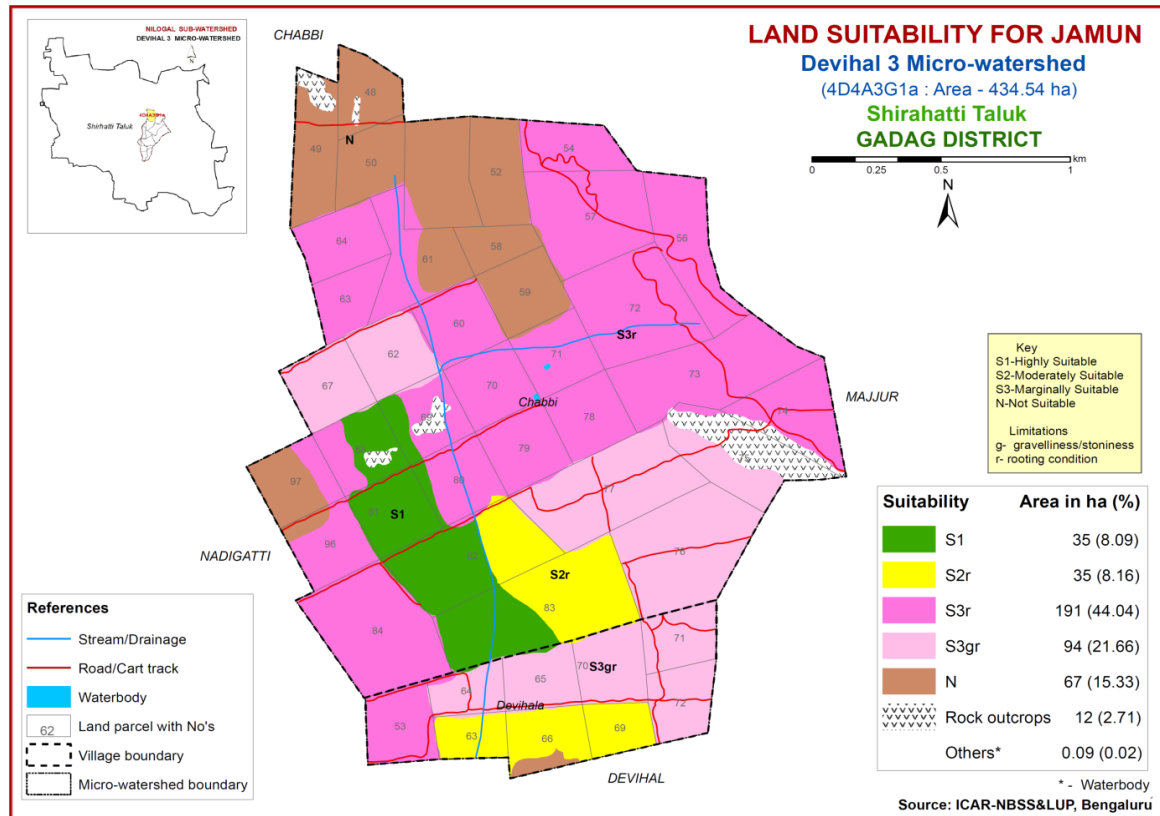 NILOGAL SUB-WATERSHED
DEVIHAL 3 MICRO-WATERSHED
N
4D4A3G1a
Shirhatti Taluk
LAND SUITABILITY FOR JAMUN
Devihal 3 Micro-watershed
(4D4A3G1a : Area - 434.54 ha)
Shirahatti Taluk
GADAG DISTRICT
km
0 0.25 0.5 1
N
CHABBI
48
49
N
50
52
54
57
56
64
61
58
59
63
60
72
S3r
62
71
67
70
73
Chabbi
69
78
74
MAJJUR
79
75
97
80
77
S1
96
NADIGATTI
76
S2r
83
84
71
70
S3gr
65
64
Devihala
72
53
63
66
69
DEVIHAL
Key
S1-Highly Suitable
S2-Moderately Suitable
S3-Marginally Suitable
N-Not Suitable
Limitations
g- gravelliness/stoniness
r- rooting condition
Suitability Area in ha (%)
S1 35 (8.09)
S2r 35 (8.16)
S3r 191 (44.04)
S3gr 94 (21.66)
N 67 (15.33)
Rock outcrops 12 (2.71)
Others* 0.09 (0.02)
* - Waterbody
Source: ICAR-NBSS&LUP, Bengaluru
References
Stream/Drainage
Road/Cart track
Waterbody
62 Land parcel with No's
Village boundary
Micro-watershed boundary